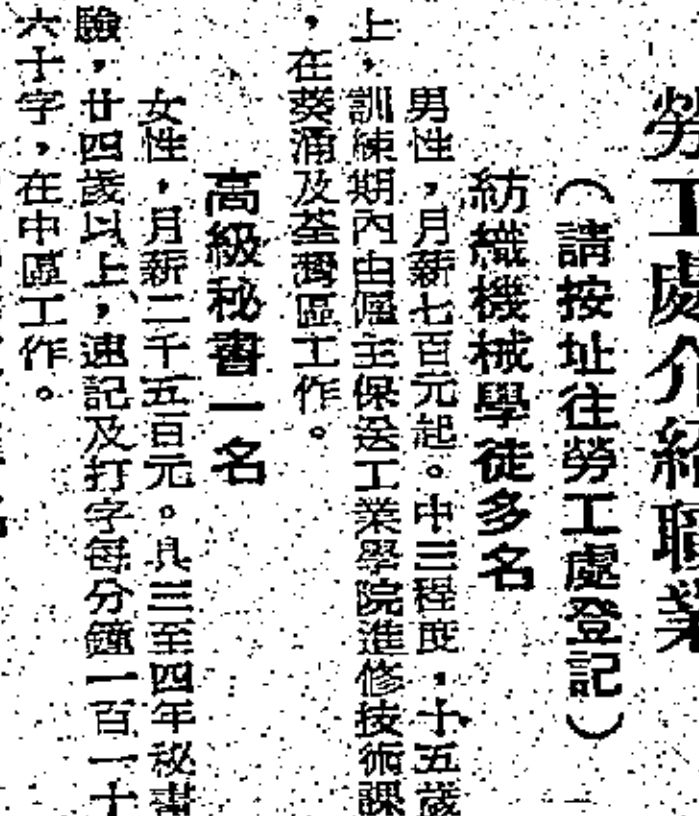 勞工處介紹職業
（請按址往勞工處登記）
紡織機械學徒多名
男性，月薪七百元起。中三程度，十五歲
上，訓練期內由僱主保送工業學院進修技術課
，在葵涌及荃灣區工作。
高級秘書一名
女性，月薪二千五百元。具三至四年秘書
驗，廿四歲以上，速記及打字每分鐘一百一十
六十字，在中區工作。